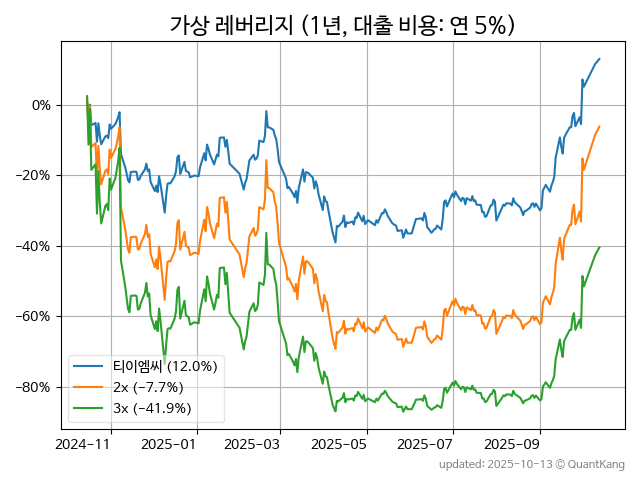 가상 레버리지 (1년, 대출 비용: 연 5%)
0%
−20%
−40%
−60%
−80%
티이엠씨 (12.0%)
2x (−7.7%)
3x (−41.9%)
2024-11 2025-01 2025-03 2025-05 2025-07 2025-09
updated: 2025-10-13 © QuantKang